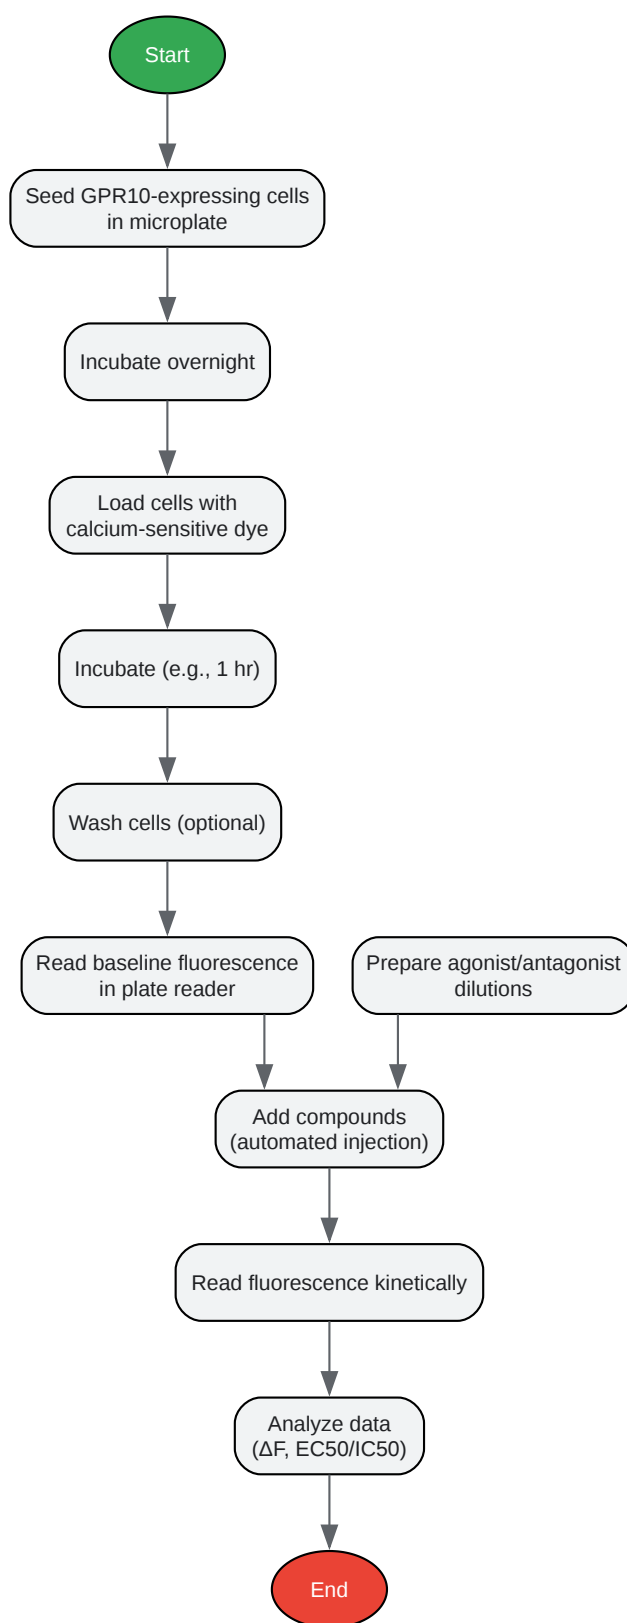 Start
Seed GPR10-expressing cells
in microplate
Incubate overnight
Load cells with
calcium-sensitive dye
Incubate (e.g., 1 hr)
Wash cells (optional)
Read baseline fluorescence
in plate reader
Prepare agonist/antagonist
dilutions
Add compounds
(automated injection)
Read fluorescence kinetically
Analyze data
(ΔF, EC50/IC50)
End